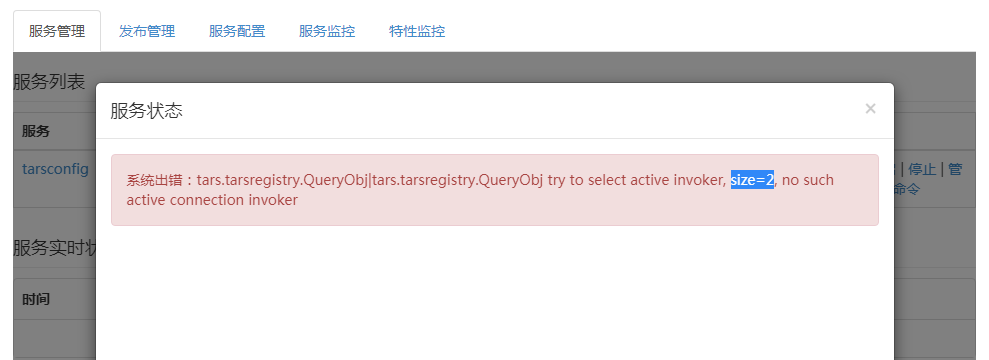 服务管理 发布管理 服务配置 服务监控 特性监控
服务列表
服务状态 ×
服务
系统出错：tars.tarsregistry.QueryObj|tars.tarsregistry.QueryObj try to select active invoker, size=2, no such
active connection invoker
tarsconfig | 停止 | 管
命令
服务实时
时间